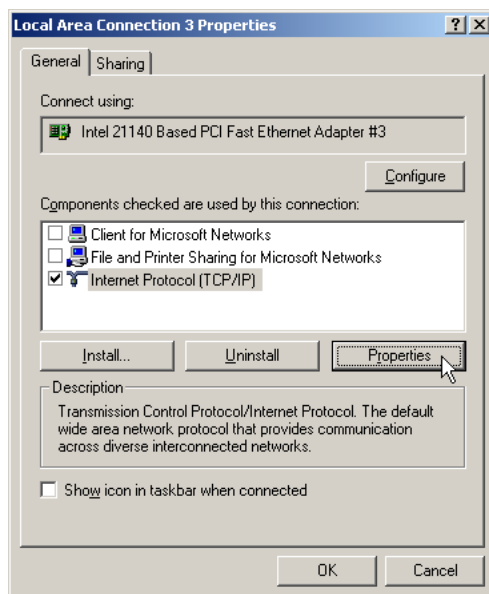 Local Area Connection 3 Properties
General Sharing
Connect using:
Intel 21140 Based PCI Fast Ethernet Adapter #3
Configure
Components checked are used by this connection:
Client for Microsoft Networks
File and Printer Sharing for Microsoft Networks
Internet Protocol (TCP/IP)
Install... Uninstall Properties
Description
Transmission Control Protocol/Internet Protocol. The default
wide area network protocol that provides communication
across diverse interconnected networks.
Show icon in taskbar when connected
OK Cancel